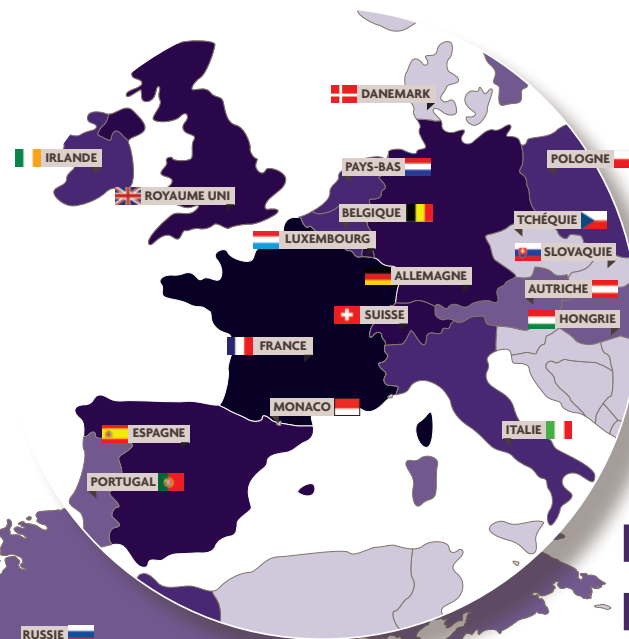 DANEMARK
IRLANDE
PAYS-BAS
POLOGNE
ROYAUME UNI
BELGIQUE
TCHÉQUIE
LUXEMBOURG
SLOVAQUIE
ALLEMAGNE
AUTRICHE
SUISSE
HONGRIE
FRANCE
MONACO
ESPAGNE
ITALIE
PORTUGAL
RUSSIE